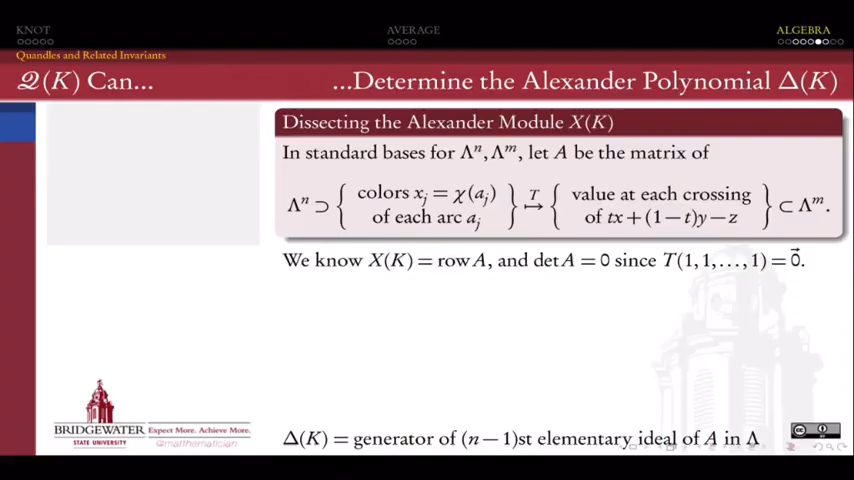 KNOT AVERAGE ALGEBRA
Quandles and Related Invariants
𝒬(K) Can... ...Determine the Alexander Polynomial Δ(K)
Dissecting the Alexander Module X(K)
In standard bases for Λⁿ, Λᵐ, let A be the matrix of
Λⁿ ⊃ { colors xⱼ = χ(aⱼ) of each arc aⱼ } T ↦ { value at each crossing of tx + (1 − t)y − z } ⊂ Λᵐ.
We know X(K) = row A, and det A = 0 since T(1, 1, ..., 1) = 0⃗.
BRIDGEWATER
STATE UNIVERSITY
Expect More. Achieve More.
@matthematician
Δ(K) = generator of (n − 1)st elementary ideal of A in Λ
cc BY